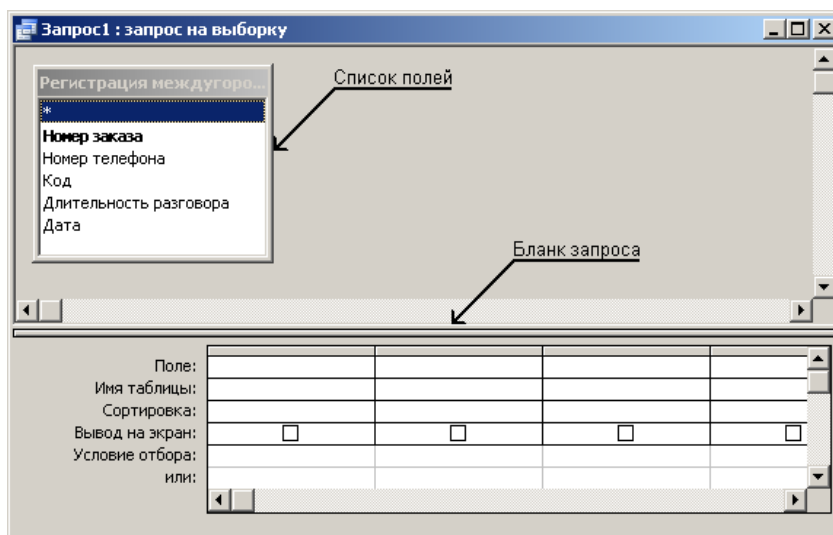 Запрос1 : запрос на выборку
Регистрация междугоро...
Список полей
*
Номер заказа
Номер телефона
Код
Длительность разговора
Дата
Бланк запроса
Поле:
Имя таблицы:
Сортировка:
Вывод на экран:
Условие отбора:
или: